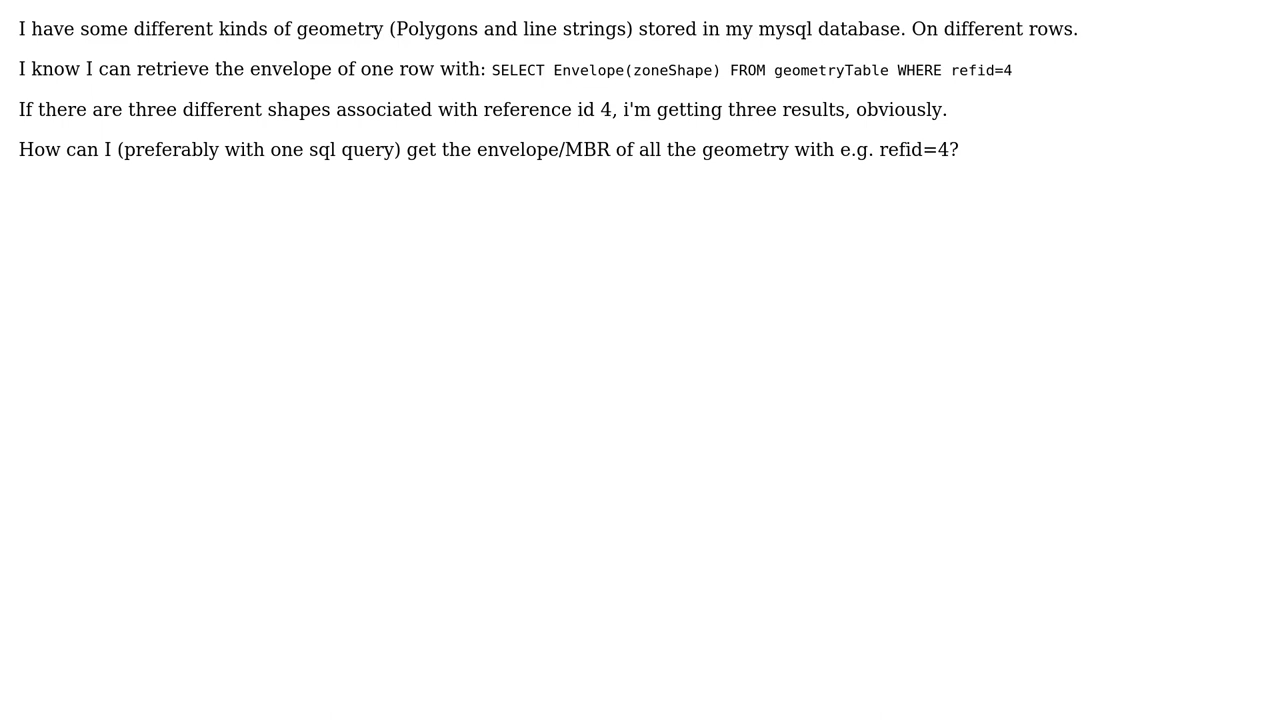 I have some different kinds of geometry (Polygons and line strings) stored in my mysql database. On different rows.
I know I can retrieve the envelope of one row with: SELECT Envelope(zoneShape) FROM geometryTable WHERE refid=4
If there are three different shapes associated with reference id 4, i'm getting three results, obviously.
How can I (preferably with one sql query) get the envelope/MBR of all the geometry with e.g. refid=4?